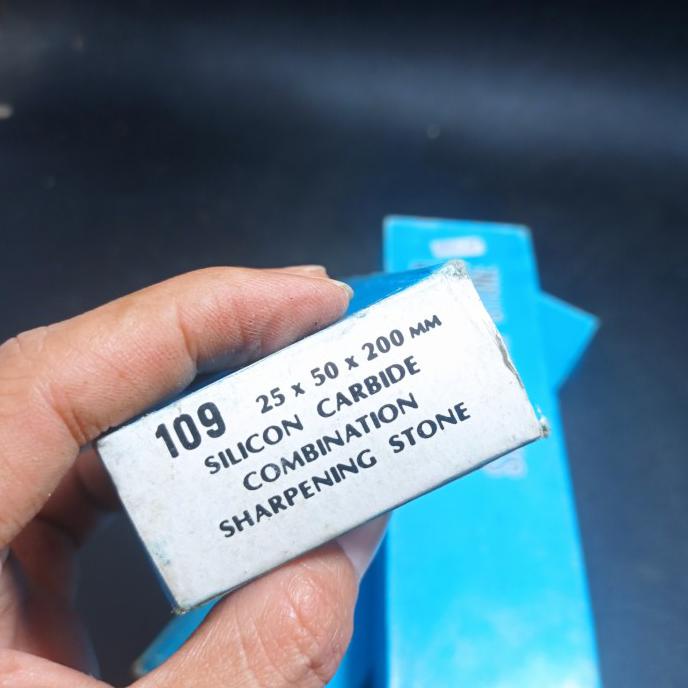 109 25 x 50 x 200 MM
SILICON CARBIDE
COMBINATION
SHARPENING STONE